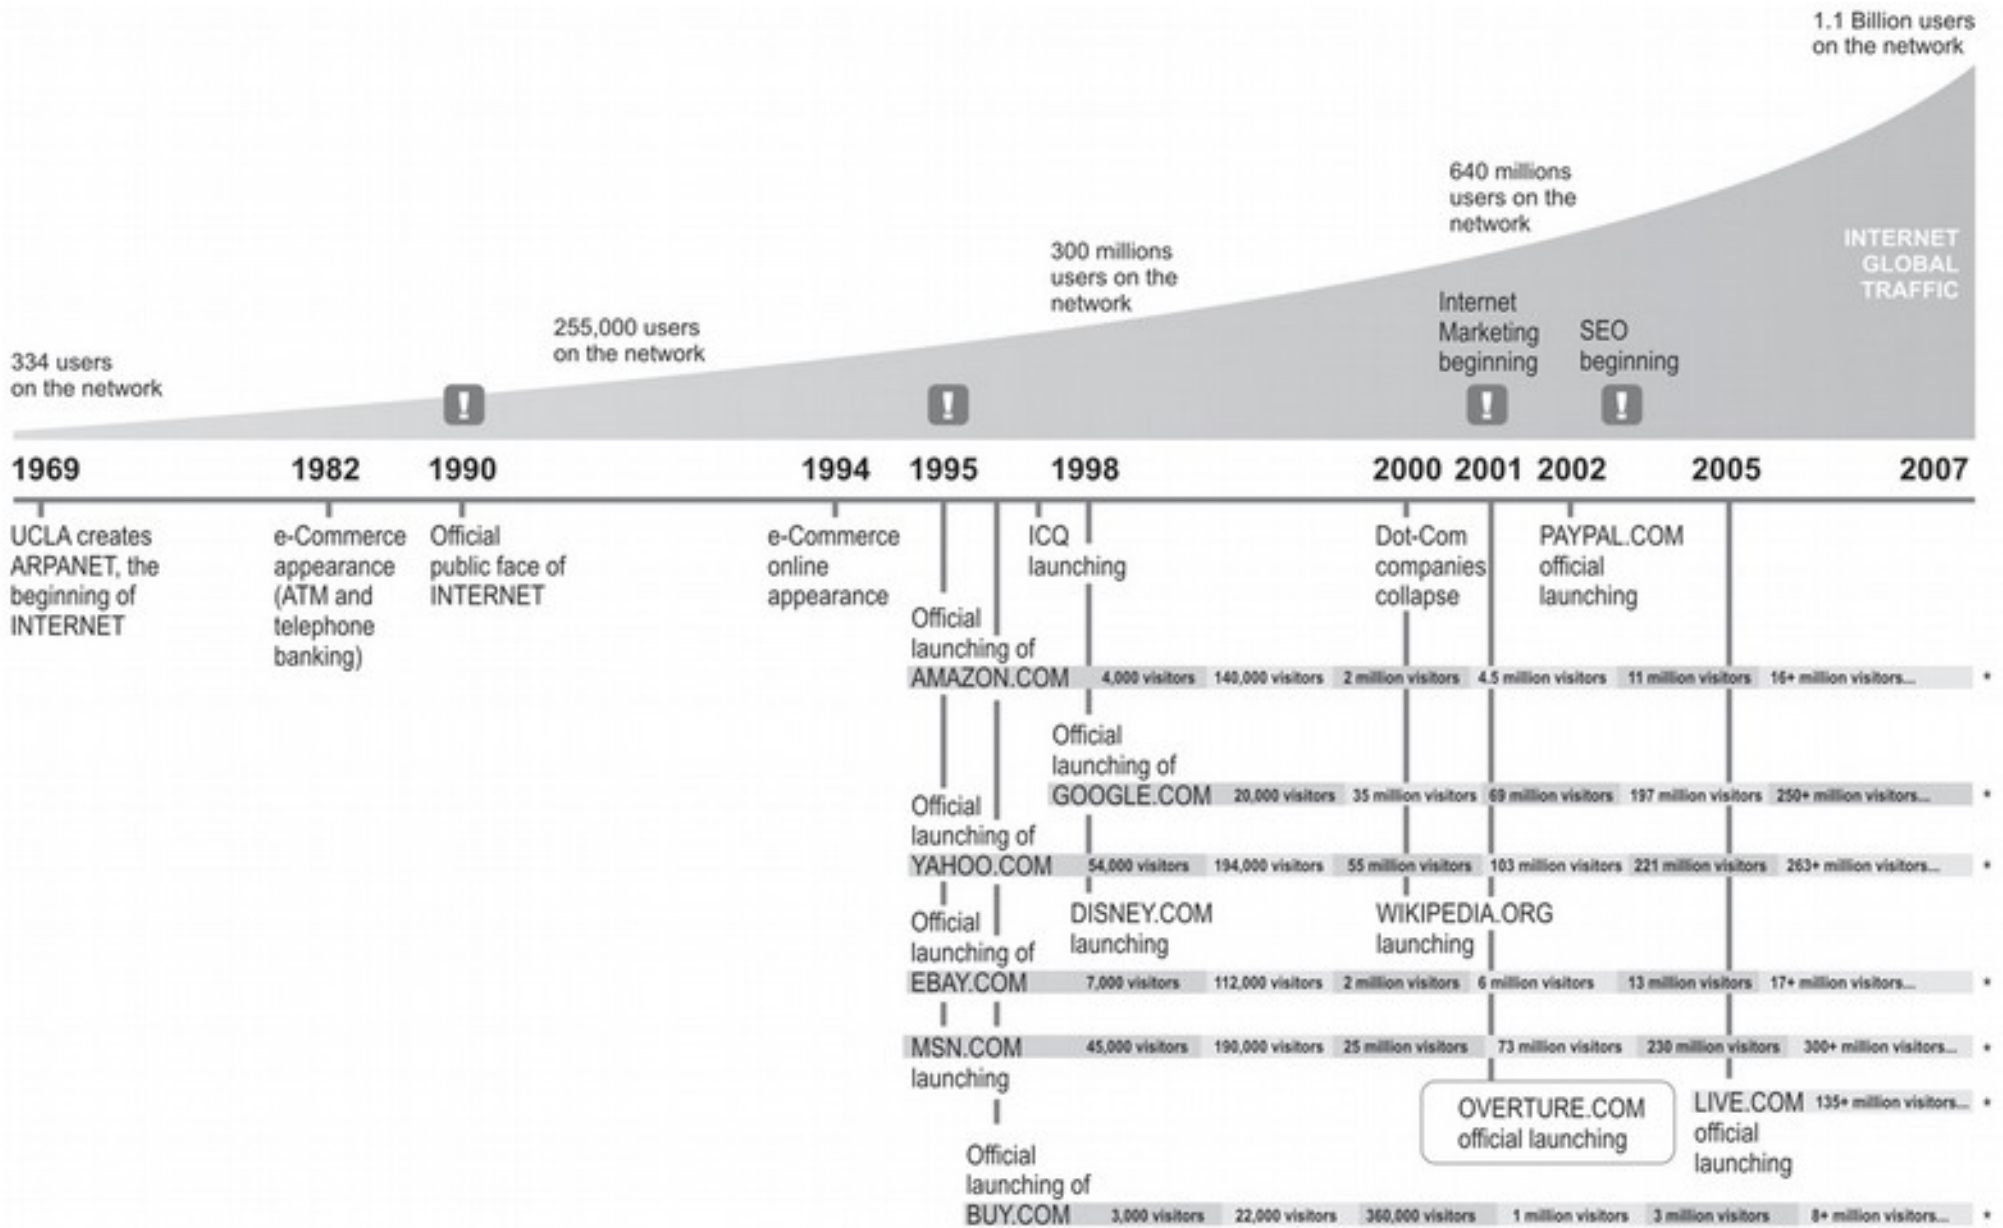 1.1 Billion users
on the network
640 millions
users on the
network
300 millions
users on the
network
INTERNET
GLOBAL
TRAFFIC
Internet
Marketing
beginning
SEO
beginning
255,000 users
on the network
334 users
on the network
!
!
!
!
1969 1982 1990 1994 1995 1998 2000 2001 2002 2005 2007
UCLA creates
ARPANET, the
beginning of
INTERNET
e-Commerce
appearance
(ATM and
telephone
banking)
Official
public face of
INTERNET
e-Commerce
online
appearance
ICQ
launching
Dot-Com
companies
collapse
PAYPAL.COM
official
launching
Official
launching of
AMAZON.COM 4,000 visitors 140,000 visitors 2 million visitors 4.5 million visitors 11 million visitors 16+ million visitors... *
Official
launching of
GOOGLE.COM 20,000 visitors 35 million visitors 69 million visitors 197 million visitors 250+ million visitors... *
Official
launching of
YAHOO.COM 54,000 visitors 194,000 visitors 55 million visitors 103 million visitors 221 million visitors 263+ million visitors... *
DISNEY.COM
launching
WIKIPEDIA.ORG
launching
Official
launching of
EBAY.COM 7,000 visitors 112,000 visitors 2 million visitors 6 million visitors 13 million visitors 17+ million visitors... *
MSN.COM 45,000 visitors 190,000 visitors 25 million visitors 73 million visitors 230 million visitors 300+ million visitors... *
launching
OVERTURE.COM
official launching
LIVE.COM 135+ million visitors... *
official
launching
Official
launching of
BUY.COM 3,000 visitors 22,000 visitors 360,000 visitors 1 million visitors 3 million visitors 8+ million visitors... *